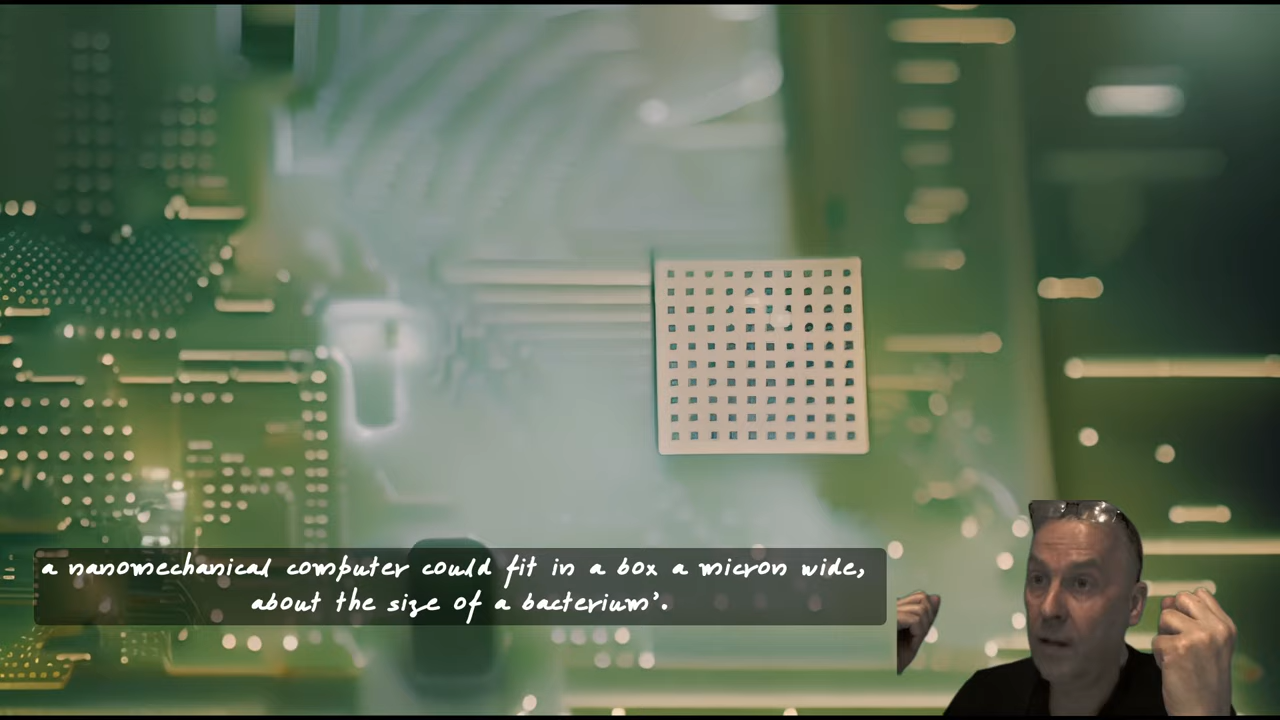 a nanomechanical computer could fit in a box a micron wide,
about the size of a bacterium’.